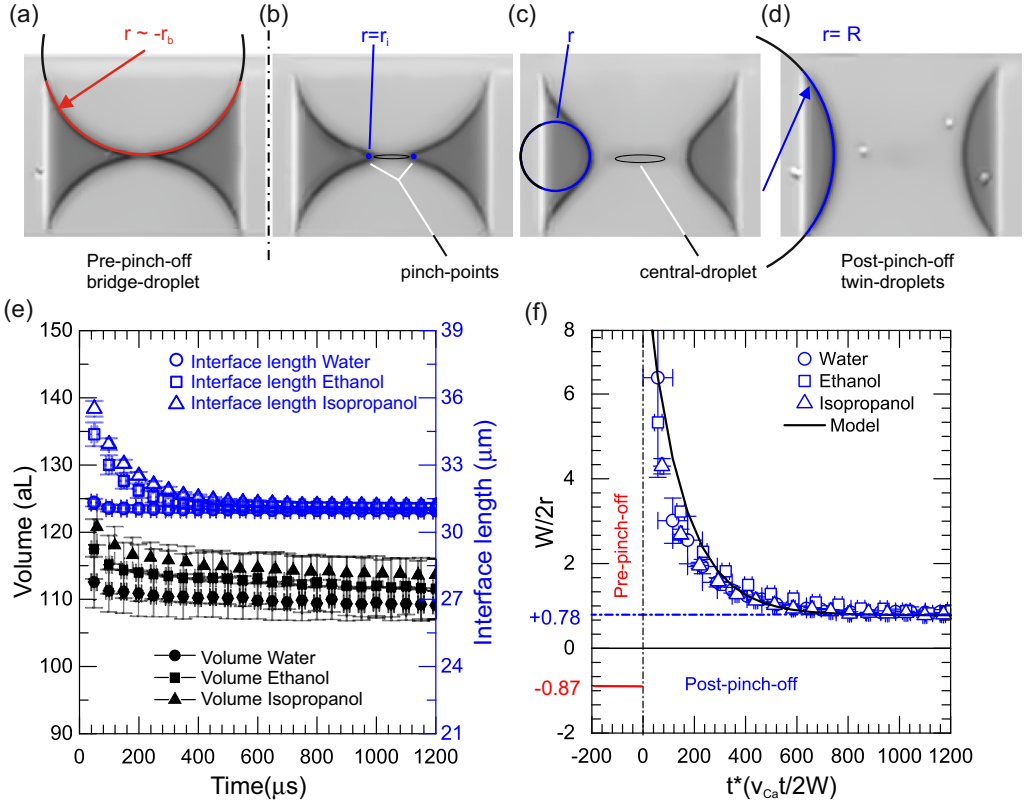 (a)
(b)
(c)
(d)
r ~ -r_b
r=r_i
r
r= R
Pre-pinch-off
bridge-droplet
pinch-points
central-droplet
Post-pinch-off
twin-droplets
(e)
150
140
130
120
110
100
90
Volume (aL)
Interface length Water
Interface length Ethanol
Interface length Isopropanol
Volume Water
Volume Ethanol
Volume Isopropanol
39
36
33
31
29
27
24
21
Interface length (μm)
0 200 400 600 800 1000 1200
Time(μs)
(f)
8
6
4
2
+0.78
0
-0.87
-2
W/2r
Water
Ethanol
Isopropanol
Model
Pre-pinch-off
Post-pinch-off
-200 0 200 400 600 800 1000 1200
t*(v_Ca t/2W)